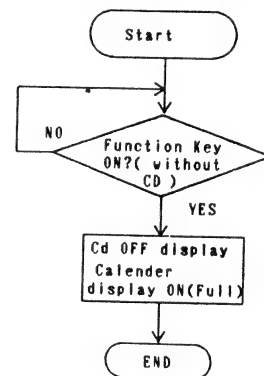 Start
NO
Function Key
ON?( without
CD )
YES
Cd OFF display
Calender
display ON(Full)
END